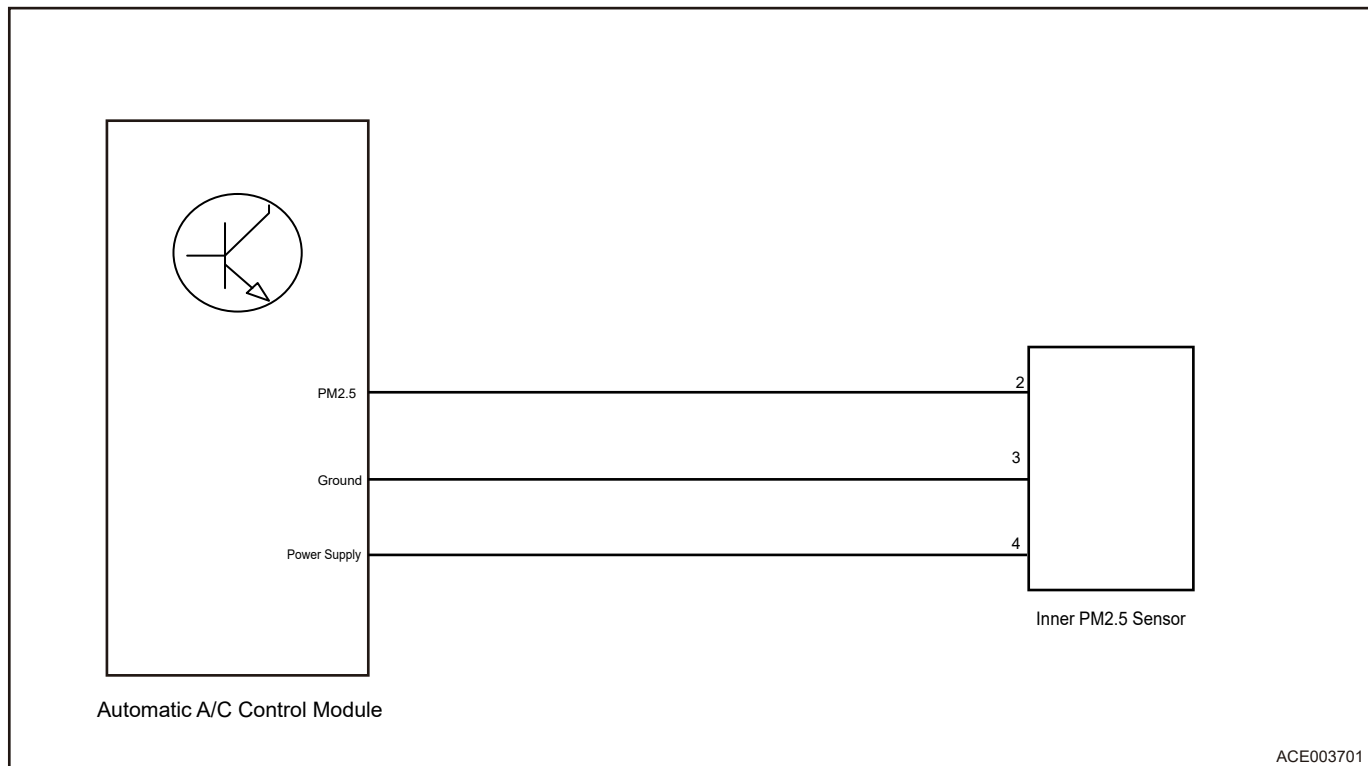 PM2.5
2
Ground
3
Power Supply
4
Inner PM2.5 Sensor
Automatic A/C Control Module
ACE003701